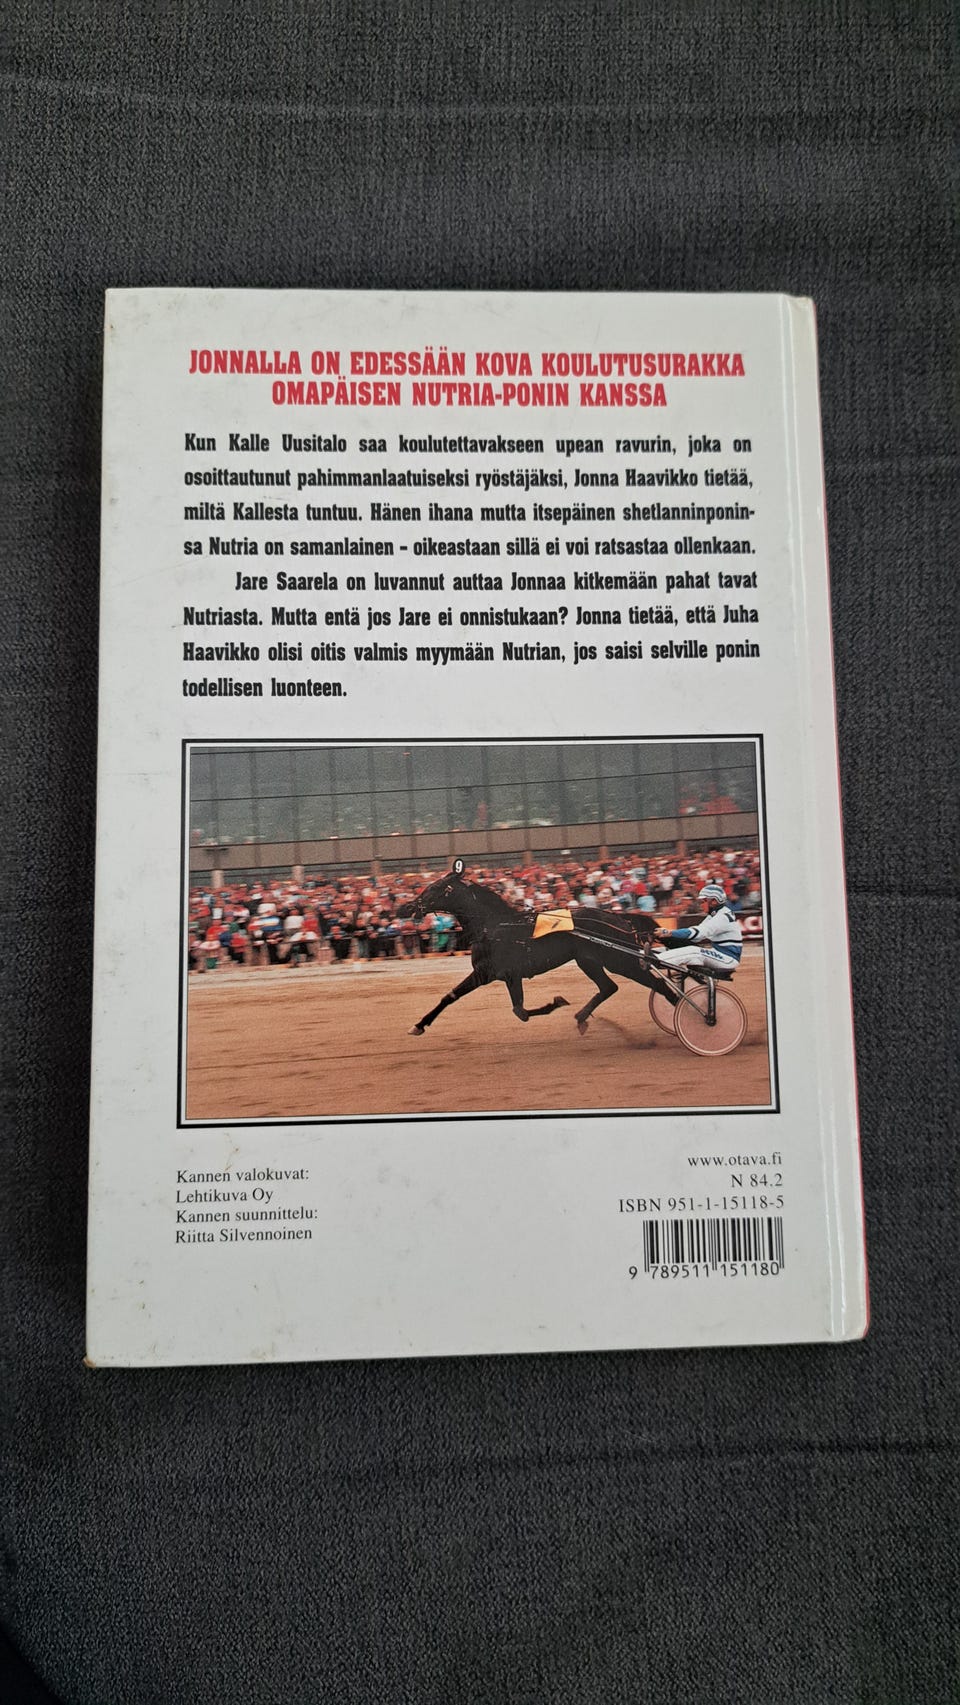 JONNALLA ON EDESSÄÄN KOVA KOULUTUSURAKKA
OMAPÄISEN NUTRIA-PONIN KANSSA
Kun Kalle Uusitalo saa koulutettavakseen upean ravurin, joka on
osoittautunut pahimmanlaatuiseksi ryöstäjäksi, Jonna Haavikko tietää,
miltä Kallesta tuntuu. Hänen ihana mutta itsepäinen shetlanninponin-
sa Nutria on samanlainen – oikeastaan sillä ei voi ratsastaa ollenkaan.
Jare Saarela on luvannut auttaa Jonnaa kitkemään pahat tavat
Nutriasta. Mutta entä jos Jare ei onnistukaan? Jonna tietää, että Juha
Haavikko olisi oitis valmis myymään Nutrian, jos saisi selville ponin
todellisen luonteen.
9
Kannen valokuvat:
Lehtikuva Oy
Kannen suunnittelu:
Riitta Silvennoinen
www.otava.fi
N 84.2
ISBN 951-1-15118-5
9 789511 151180